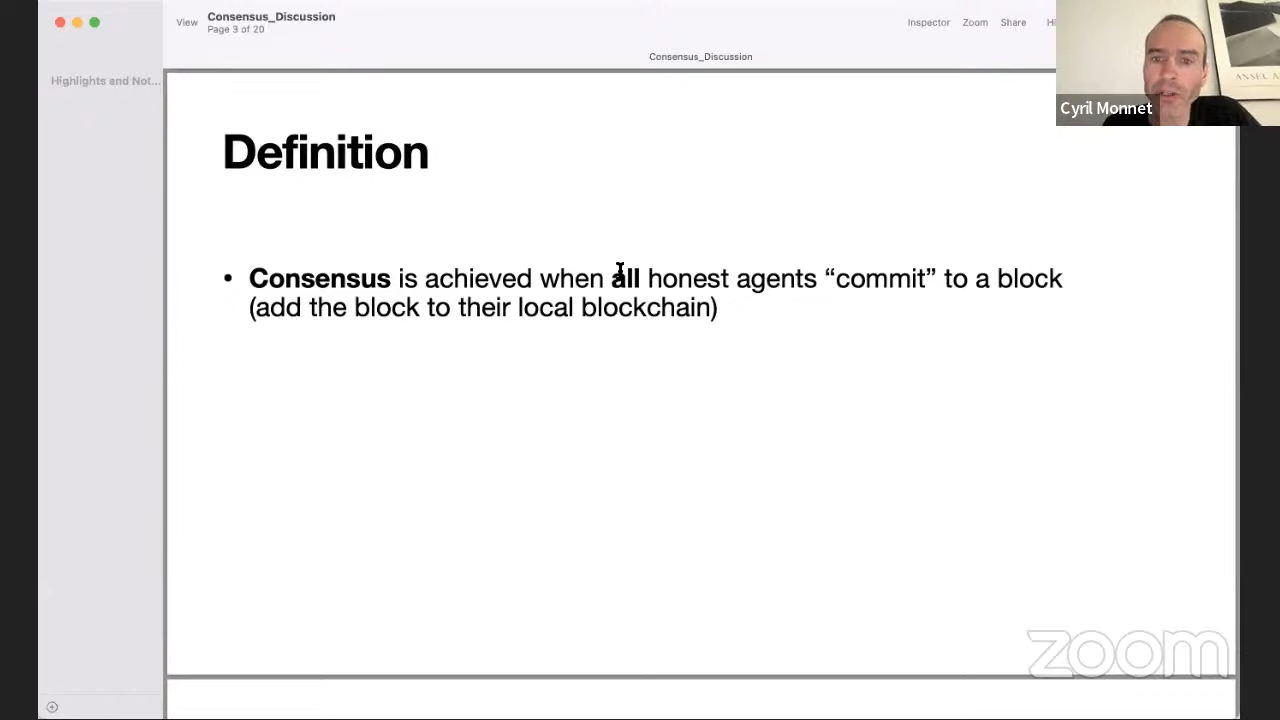 View
Consensus_Discussion
Page 3 of 20
Inspector Zoom Share
Consensus_Discussion
Highlights and Not...
ANSEL
Cyril Monnet
Definition
• Consensus is achieved when all honest agents “commit” to a block
(add the block to their local blockchain)
zoom